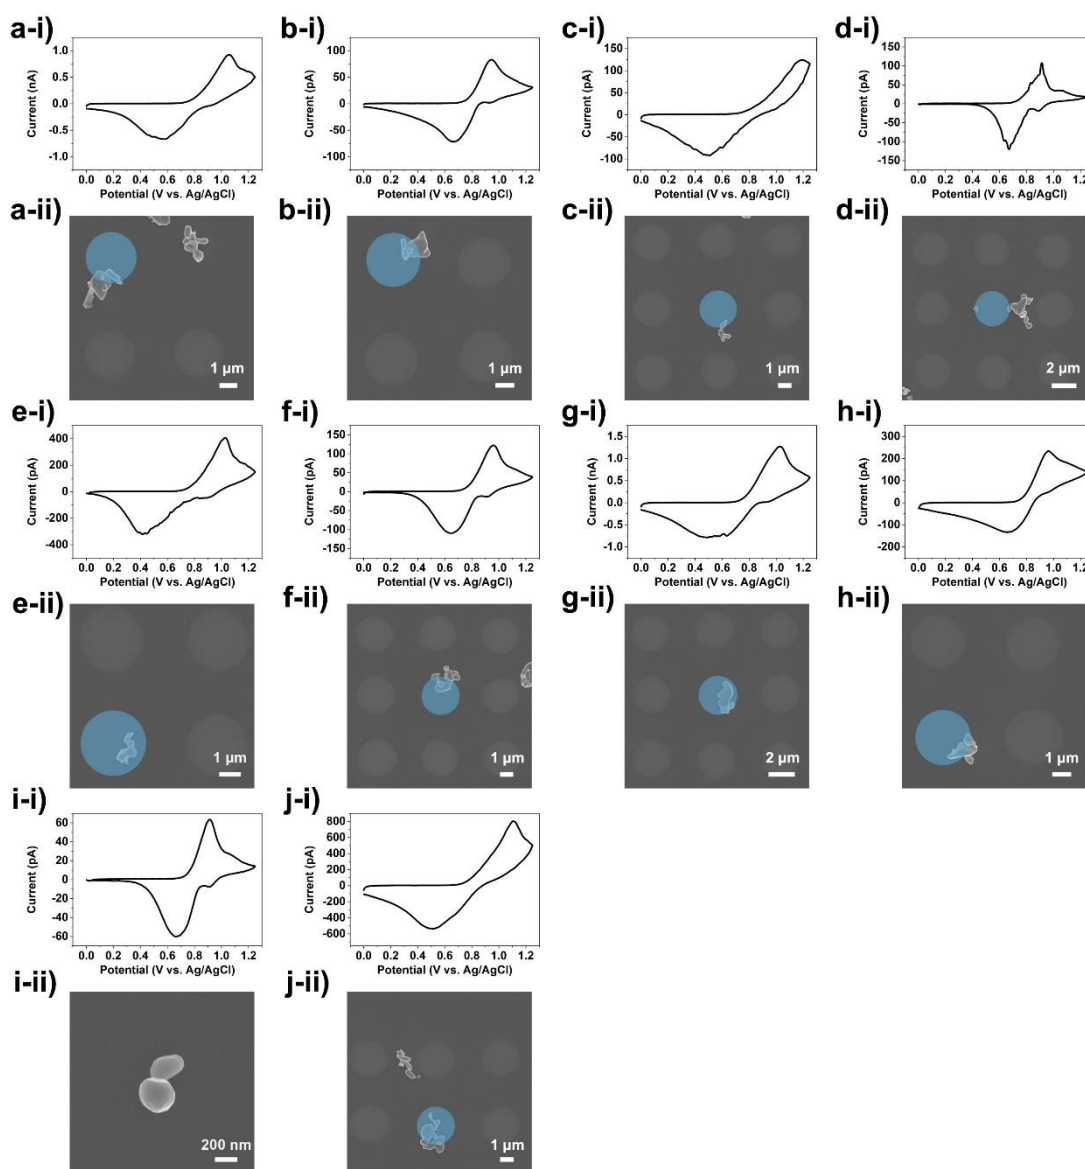 a-i) b-i) c-i) d-i)
Current (nA)
1.0
0.5
0.0
-0.5
-1.0
0.0 0.2 0.4 0.6 0.8 1.0 1.2
Potential (V vs. Ag/AgCl)
Current (pA)
100
50
0
-50
-100
0.0 0.2 0.4 0.6 0.8 1.0 1.2
Potential (V vs. Ag/AgCl)
Current (pA)
150
100
50
0
-50
-100
0.0 0.2 0.4 0.6 0.8 1.0 1.2
Potential (V vs. Ag/AgCl)
Current (pA)
150
100
50
0
-50
-100
-150
0.0 0.2 0.4 0.6 0.8 1.0 1.2
Potential (V vs. Ag/AgCl)
a-ii) b-ii) c-ii) d-ii)
1 µm
1 µm
1 µm
2 µm
e-i) f-i) g-i) h-i)
Current (pA)
400
200
0
-200
-400
0.0 0.2 0.4 0.6 0.8 1.0 1.2
Potential (V vs. Ag/AgCl)
Current (pA)
150
100
50
0
-50
-100
-150
0.0 0.2 0.4 0.6 0.8 1.0 1.2
Potential (V vs. Ag/AgCl)
Current (nA)
1.5
1.0
0.5
0.0
-0.5
-1.0
0.0 0.2 0.4 0.6 0.8 1.0 1.2
Potential (V vs. Ag/AgCl)
Current (pA)
300
200
100
0
-100
-200
0.0 0.2 0.4 0.6 0.8 1.0 1.2
Potential (V vs. Ag/AgCl)
e-ii) f-ii) g-ii) h-ii)
1 µm
1 µm
2 µm
1 µm
i-i) j-i)
Current (pA)
60
40
20
0
-20
-40
-60
0.0 0.2 0.4 0.6 0.8 1.0 1.2
Potential (V vs. Ag/AgCl)
Current (pA)
800
600
400
200
0
-200
-400
-600
0.0 0.2 0.4 0.6 0.8 1.0 1.2
Potential (V vs. Ag/AgCl)
i-ii) j-ii)
200 nm
1 µm